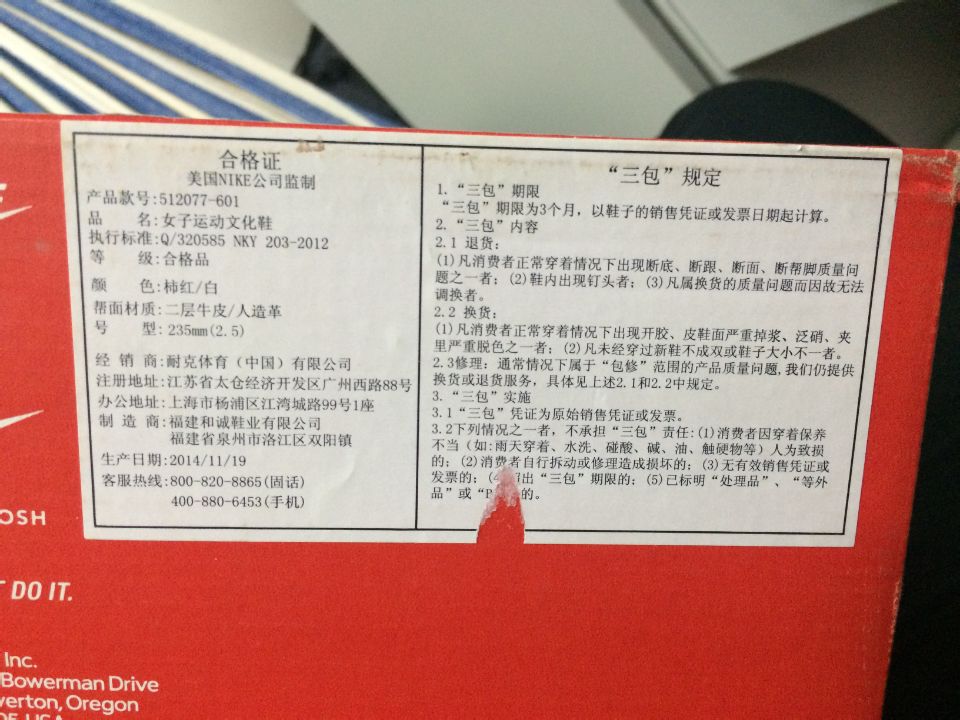 合格证
美国NIKE公司监制
产品款号:512077-601
品 名:女子运动文化鞋
执行标准:Q/320585 NKY 203-2012
等 级:合格品
颜 色:柿红/白
帮面材质:二层牛皮/人造革
号 型:235mm(2.5)
经 销 商:耐克体育（中国）有限公司
注册地址:江苏省太仓经济开发区广州西路88号
办公地址:上海市杨浦区江湾城路99号1座
制 造 商:福建和诚鞋业有限公司
福建省泉州市洛江区双阳镇
生产日期:2014/11/19
客服热线:800-820-8865(固话)
400-880-6453(手机)
“三包”规定
1. “三包”期限
“三包”期限为3个月，以鞋子的销售凭证或发票日期起计算。
2. “三包”内容
2.1 退货：
(1)凡消费者正常穿着情况下出现断底、断跟、断面、断帮脚质量问
题之一者；(2)鞋内出现钉头者；(3)凡属换货的质量问题而因故无法
调换者。
2.2 换货：
(1)凡消费者正常穿着情况下出现开胶、皮鞋面严重掉浆、泛硝、夹
里严重脱色之一者；(2)凡未经穿过新鞋不成双或鞋子大小不一者。
2.3修理：通常情况下属于“包修”范围的产品质量问题,我们仍提供
换货或退货服务，具体见上述2.1和2.2中规定。
3. “三包”实施
3.1“三包”凭证为原始销售凭证或发票。
3.2下列情况之一者，不承担“三包”责任:(1)消费者因穿着保养
不当（如:雨天穿着、水洗、碰酸、碱、油、触硬物等）人为致损
的；(2)消费者自行拆动或修理造成损坏的；(3)无有效销售凭证或
发票的；(4 出“三包”期限的；(5)已标明“处理品”、“等外
品”或“P 的。
OSH
DO IT.
Inc.
Bowerman Drive
verton, Oregon
USA